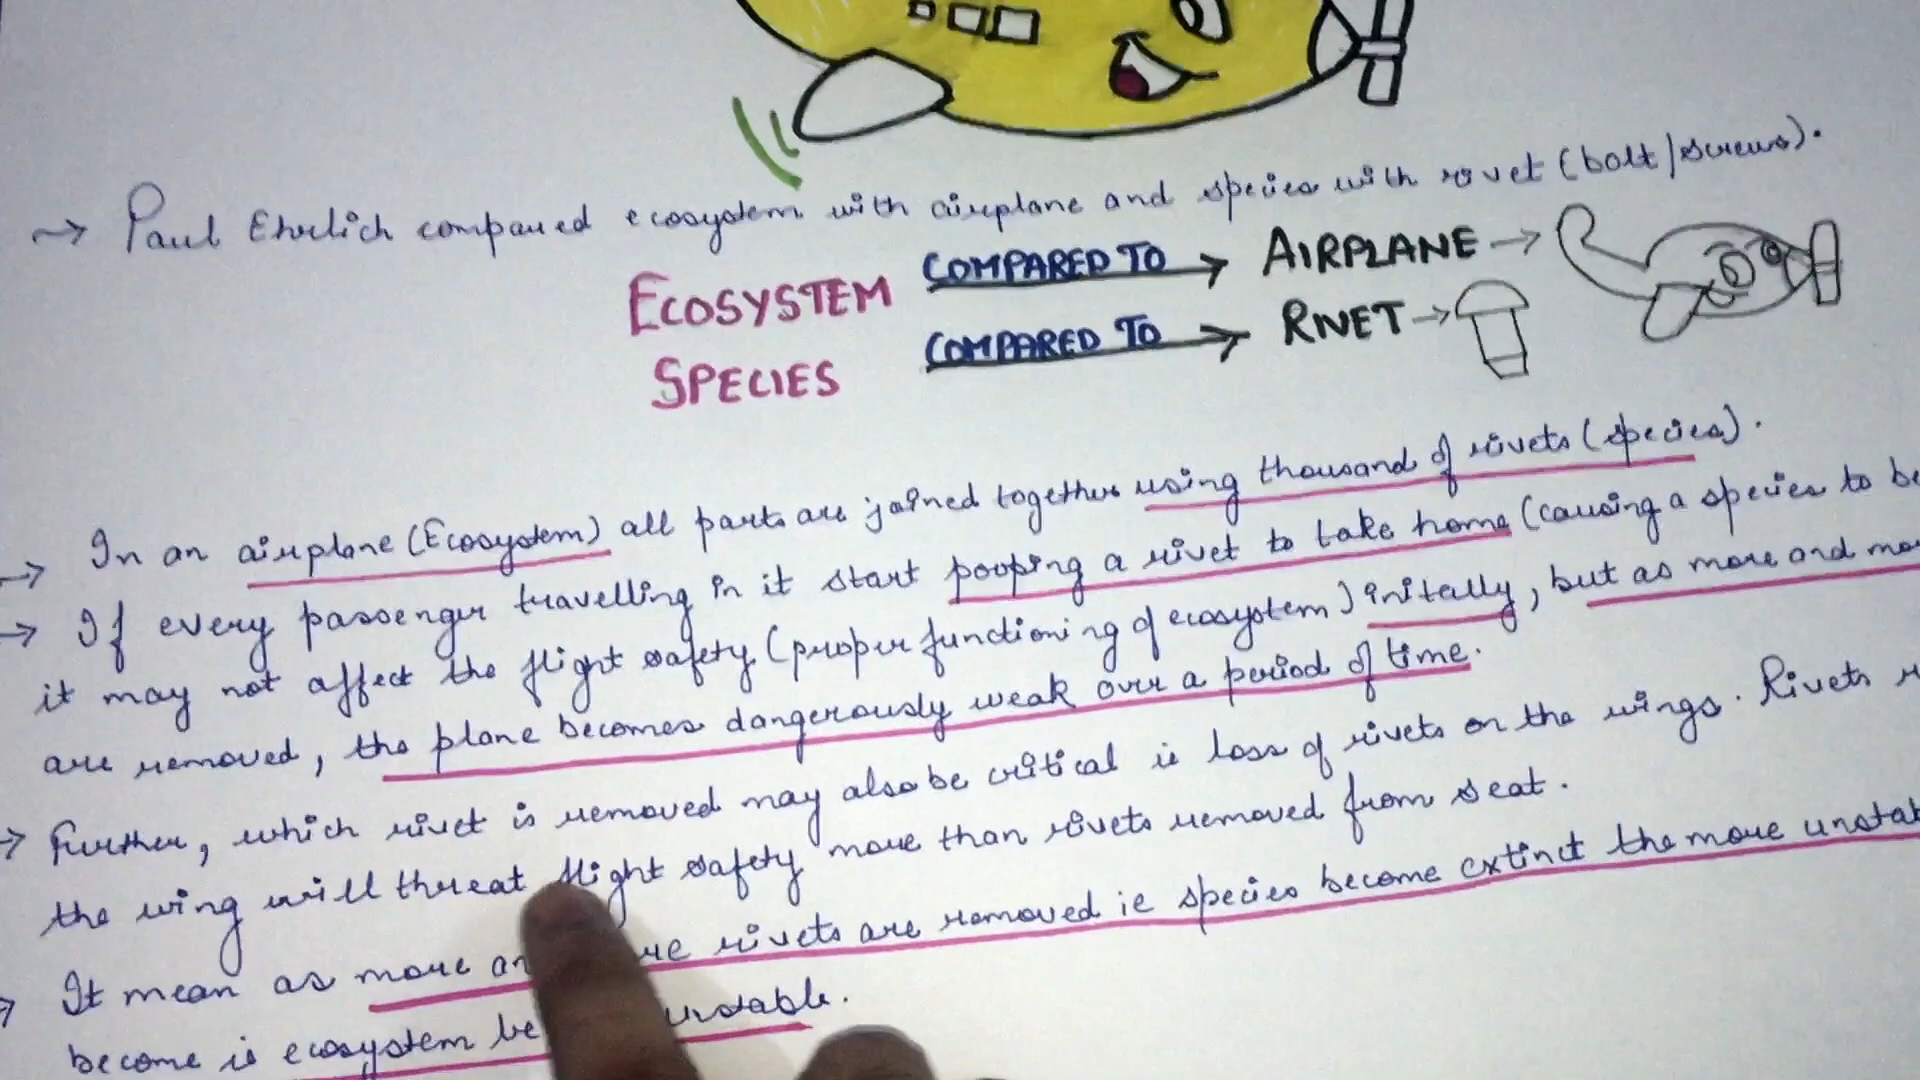 ~> Paul Ehrlich compared ecosystem with airplane and species with rivet (bolt/screws).
ECOSYSTEM COMPARED TO → AIRPLANE →
SPECIES COMPARED TO → RIVET →
→ In an airplane (Ecosystem) all parts are joined together using thousand of rivets (species).
→ If every passenger travelling in it start pooping a rivet to take home (causing a species to be
it may not affect the flight safety (proper functioning of ecosystem) initally, but as more and
are removed, the plane becomes dangerously weak over a period of time.
→ Further, which rivet is removed may also be critical ie loss of rivets on the wings. Rivets
the wing will threat flight safety more than rivets removed from seat.
→ It mean as more rivets are removed ie species become extinct the more
become ie ecosystem